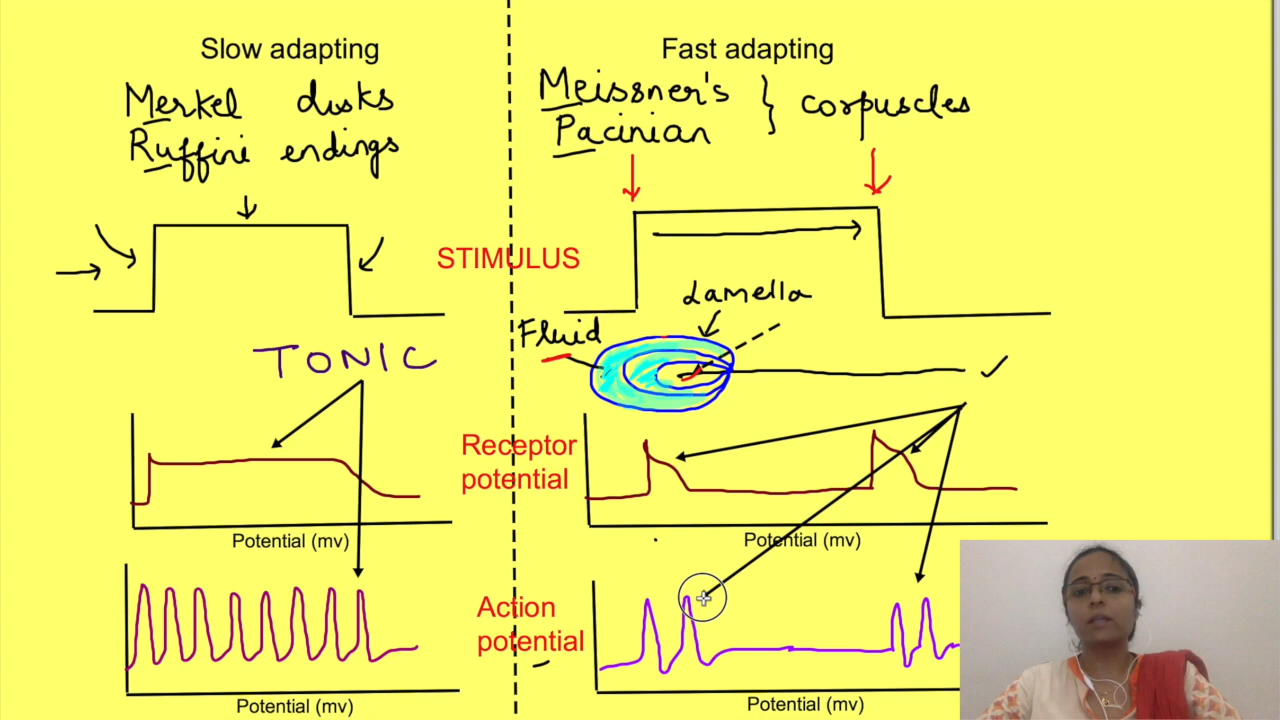 Slow adapting
Merkel disks
Ruffini endings
Fast adapting
Meissner's
Pacinian } corpuscles
STIMULUS
Lamella
Fluid
TONIC
Receptor
potential
Potential (mv)
Potential (mv)
Action
potential
Potential (mv)
Potential (mv)